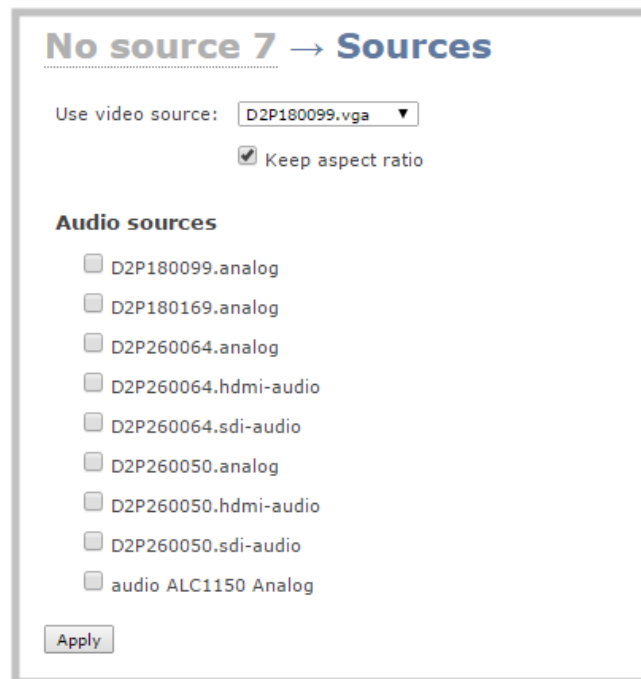 No source 7 → Sources
Use video source: D2P180099.vga
Keep aspect ratio
Audio sources
D2P180099.analog
D2P180169.analog
D2P260064.analog
D2P260064.hdmi-audio
D2P260064.sdi-audio
D2P260050.analog
D2P260050.hdmi-audio
D2P260050.sdi-audio
audio ALC1150 Analog
Apply